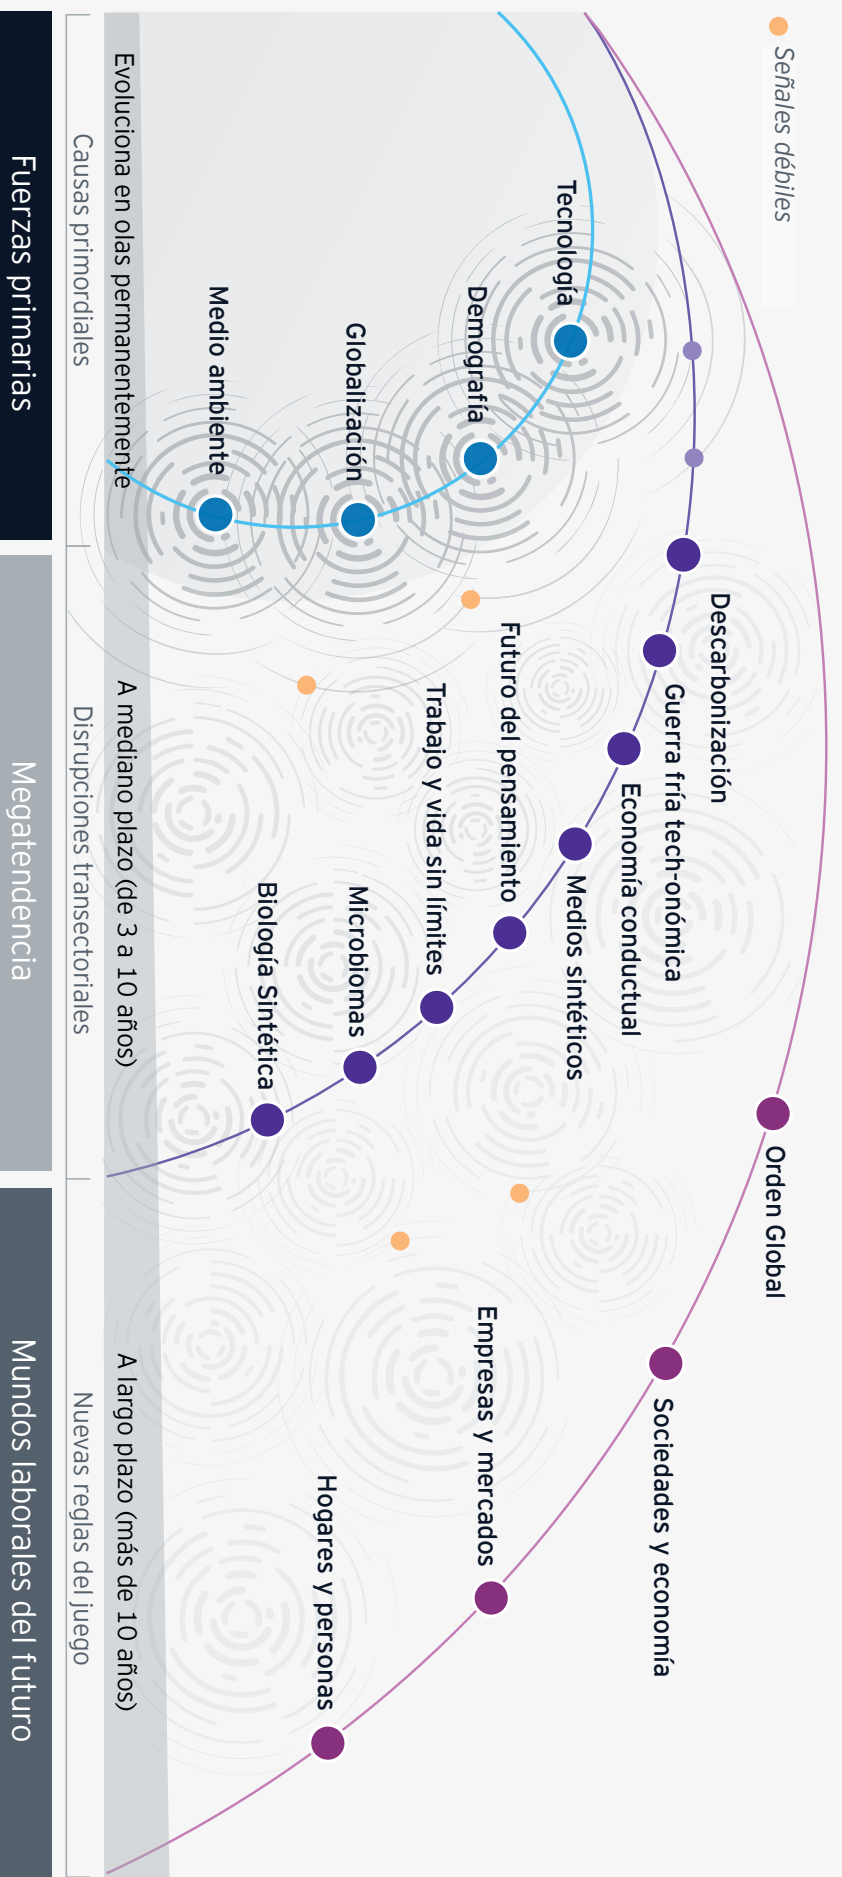 Señales débiles
Orden Global
Descarbonización
Sociedades y economía
Guerra fría tech-onómica
Economía conductual
Tecnología
Medios sintéticos
Futuro del pensamiento
Demografía
Empresas y mercados
Trabajo y vida sin límites
Globalización
Microbiomas
Hogares y personas
Biología Sintética
Medio ambiente
Evoluciona en olas permanentemente
A mediano plazo (de 3 a 10 años)
A largo plazo (más de 10 años)
Causas primordiales
Disrupciones transectoriales
Nuevas reglas del juego
Fuerzas primarias
Megatendencia
Mundos laborales del futuro